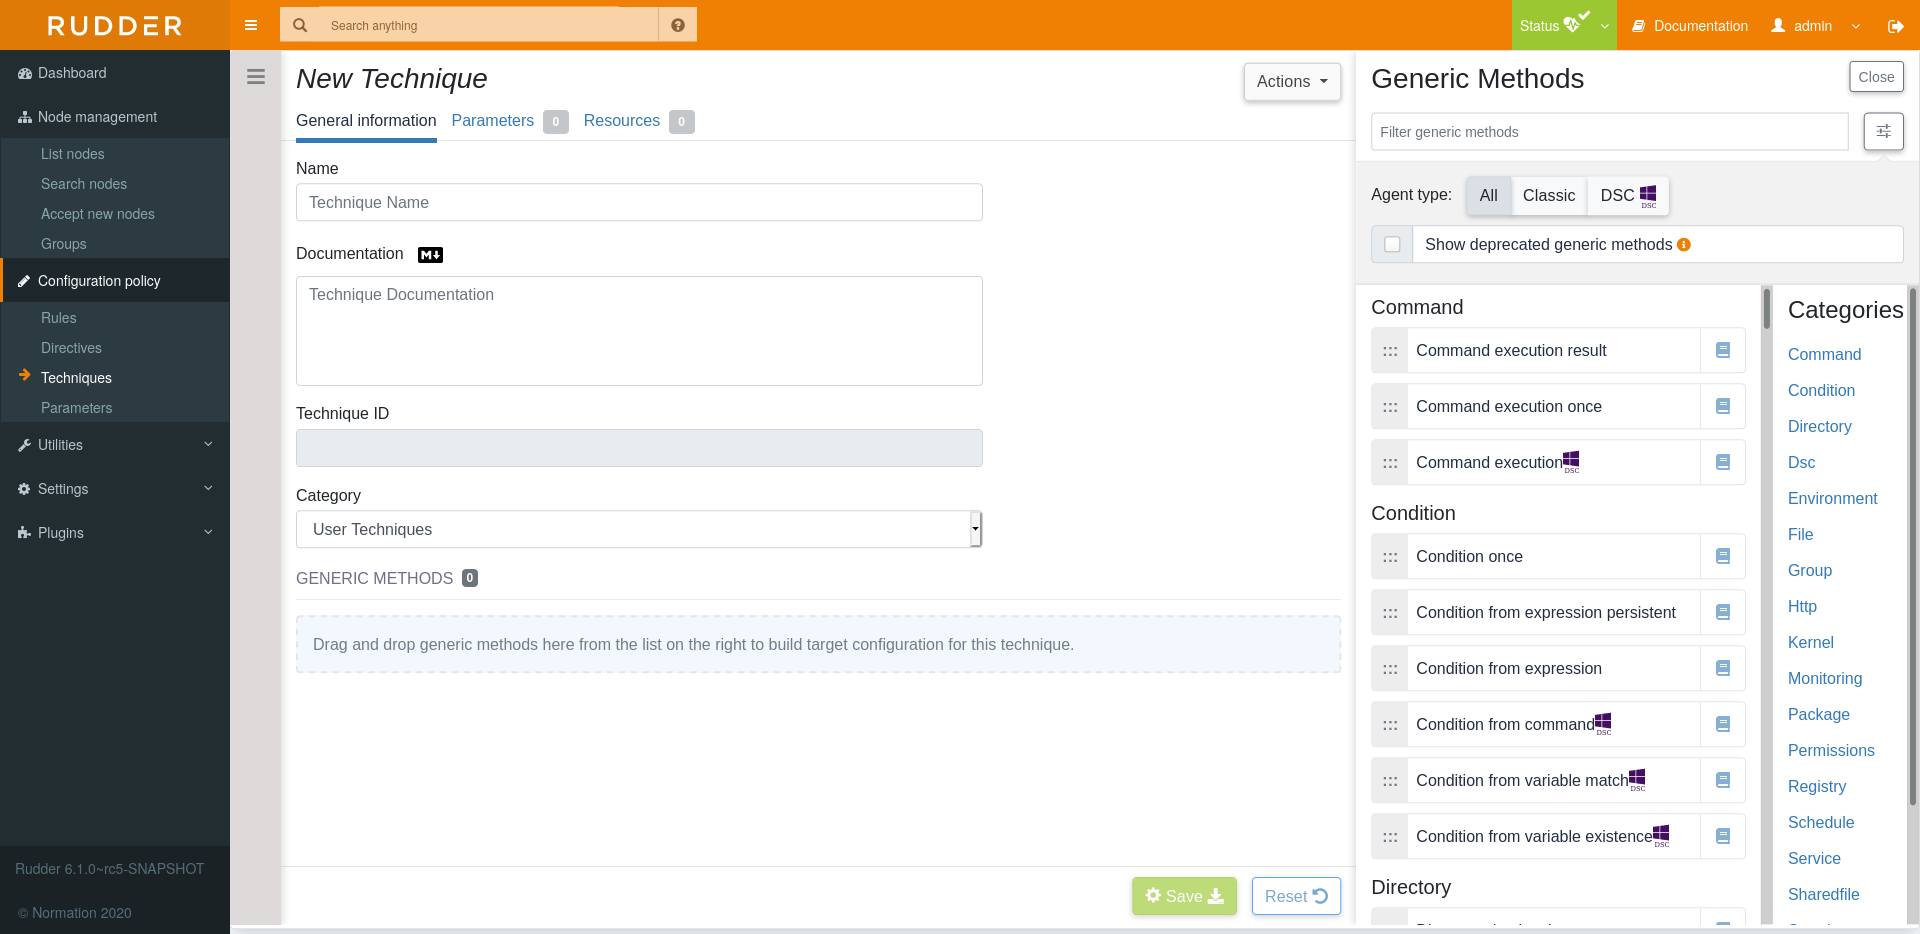 RUDDER
Search anything
Status
Documentation
admin
Dashboard
Node management
List nodes
Search nodes
Accept new nodes
Groups
Configuration policy
Rules
Directives
Techniques
Parameters
Utilities
Settings
Plugins
Rudder 6.1.0~rc5-SNAPSHOT
© Normation 2020
New Technique
Actions
General information
Parameters 0
Resources 0
Name
Technique Name
Documentation M
Technique Documentation
Technique ID
Category
User Techniques
GENERIC METHODS 0
Drag and drop generic methods here from the list on the right to build target configuration for this technique.
Save
Reset
Generic Methods
Close
Filter generic methods
Agent type:
All
Classic
DSC DSC
Show deprecated generic methods
Command
Command execution result
Command execution once
Command execution DSC
Condition
Condition once
Condition from expression persistent
Condition from expression
Condition from command DSC
Condition from variable match DSC
Condition from variable existence DSC
Directory
Categories
Command
Condition
Directory
Dsc
Environment
File
Group
Http
Kernel
Monitoring
Package
Permissions
Registry
Schedule
Service
Sharedfile